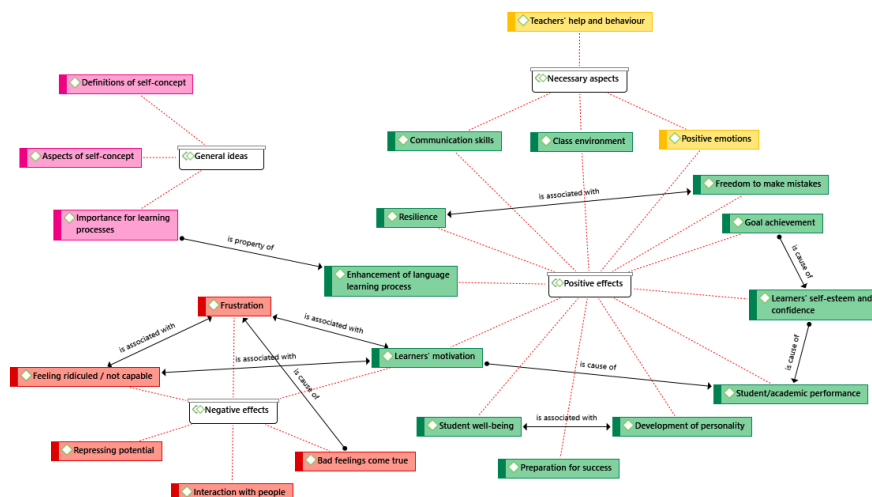 Teachers´ help and behaviour
Necessary aspects
Definitions of self-concept
Communication skills
Class environment
Positive emotions
Aspects of self-concept
General ideas
Freedom to make mistakes
is associated with
Importance for learning
processes
Resilience
Goal achievement
is property of
is cause of
Enhancement of language
learning process
Positive effects
Learners´ self-esteem and
confidence
Frustration
is associated with
is associated with
is associated with
Learners´ motivation
is cause of
is cause of
Feeling ridiculed / not capable
is cause of
Student/academic performance
Negative effects
Student well-being
is associated with
Development of personality
Repressing potential
Bad feelings come true
Preparation for success
Interaction with people